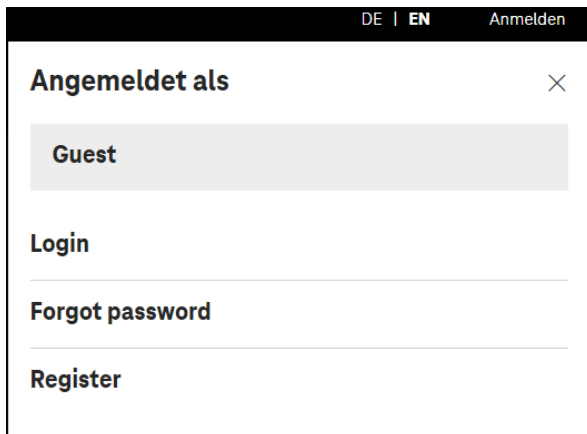 DE | EN Anmelden
Angemeldet als
Guest
Login
Forgot password
Register